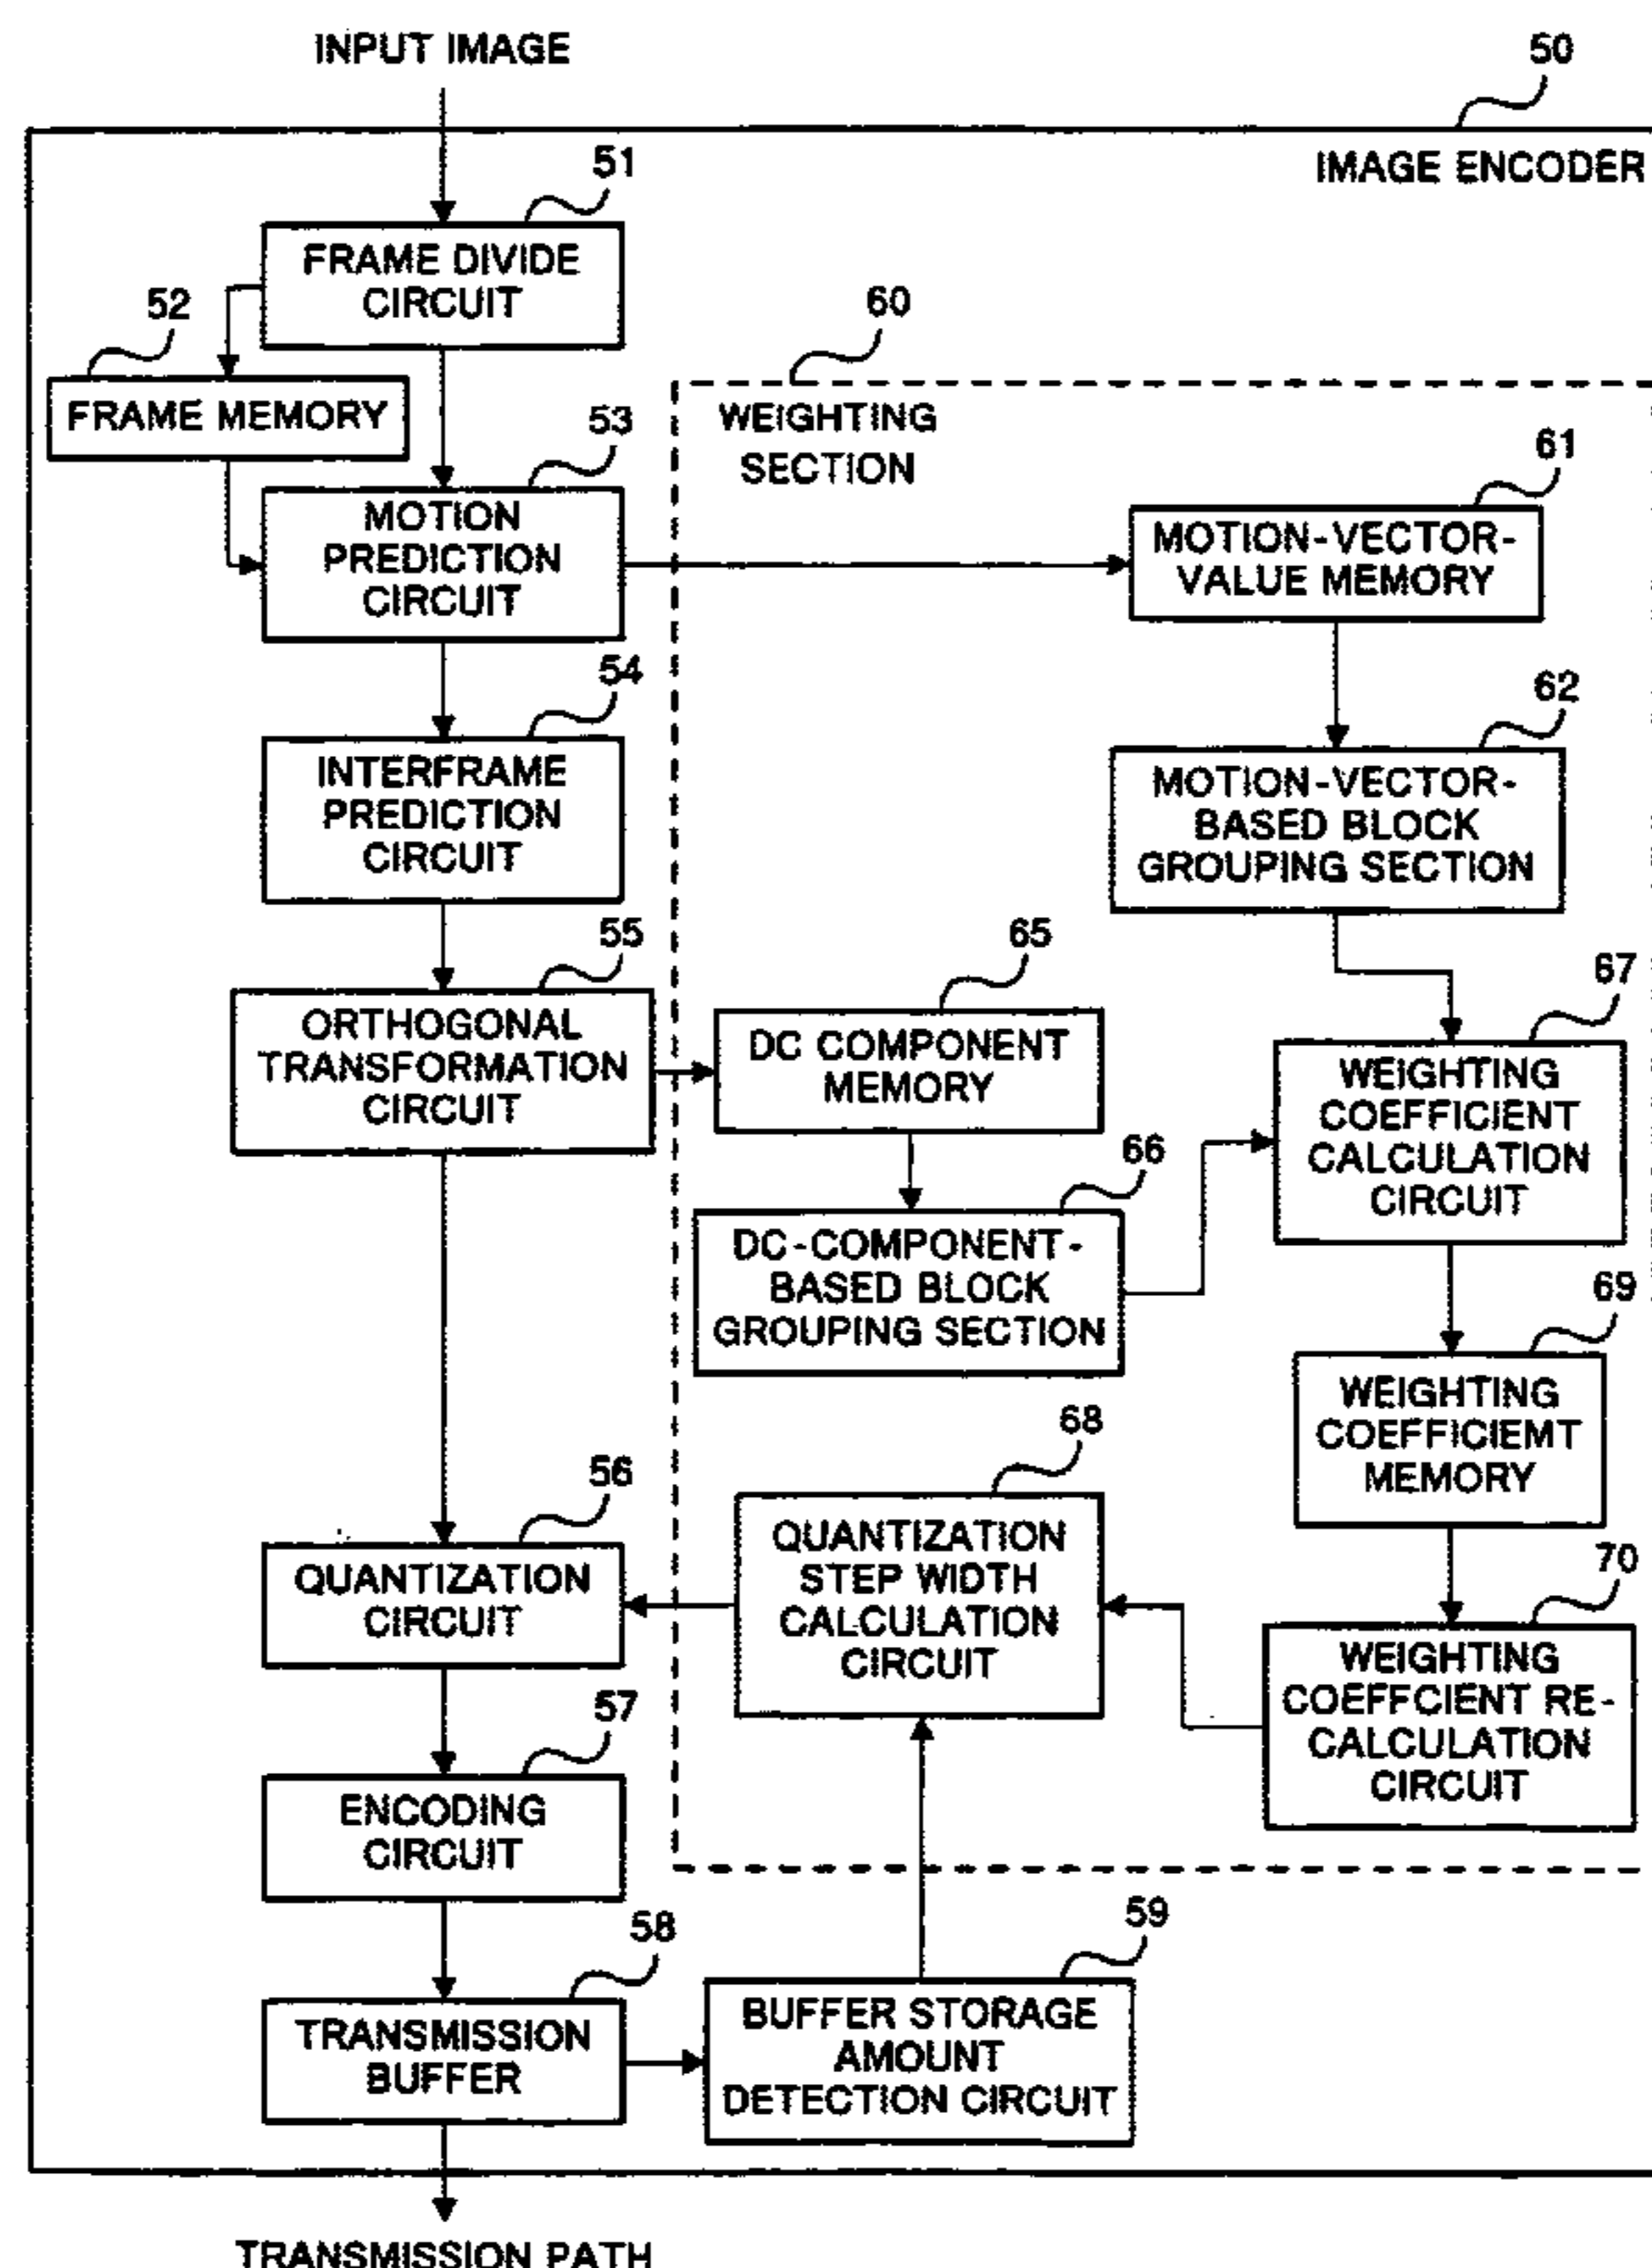 INPUT IMAGE
50
IMAGE ENCODER
51
FRAME DIVIDE
CIRCUIT
52
FRAME MEMORY
60
WEIGHTING
SECTION
53
MOTION
PREDICTION
CIRCUIT
61
MOTION-VECTOR-
VALUE MEMORY
54
INTERFRAME
PREDICTION
CIRCUIT
62
MOTION-VECTOR-
BASED BLOCK
GROUPING SECTION
55
ORTHOGONAL
TRANSFORMATION
CIRCUIT
65
DC COMPONENT
MEMORY
67
WEIGHTING
COEFFICIENT
CALCULATION
CIRCUIT
66
DC-COMPONENT-
BASED BLOCK
GROUPING SECTION
69
WEIGHTING
COEFFICIEMT
MEMORY
68
QUANTIZATION
STEP WIDTH
CALCULATION
CIRCUIT
56
QUANTIZATION
CIRCUIT
70
WEIGHTING
COEFFCIENT RE-
CALCULATION
CIRCUIT
57
ENCODING
CIRCUIT
58
TRANSMISSION
BUFFER
59
BUFFER STORAGE
AMOUNT
DETECTION CIRCUIT
TRANSMISSION PATH